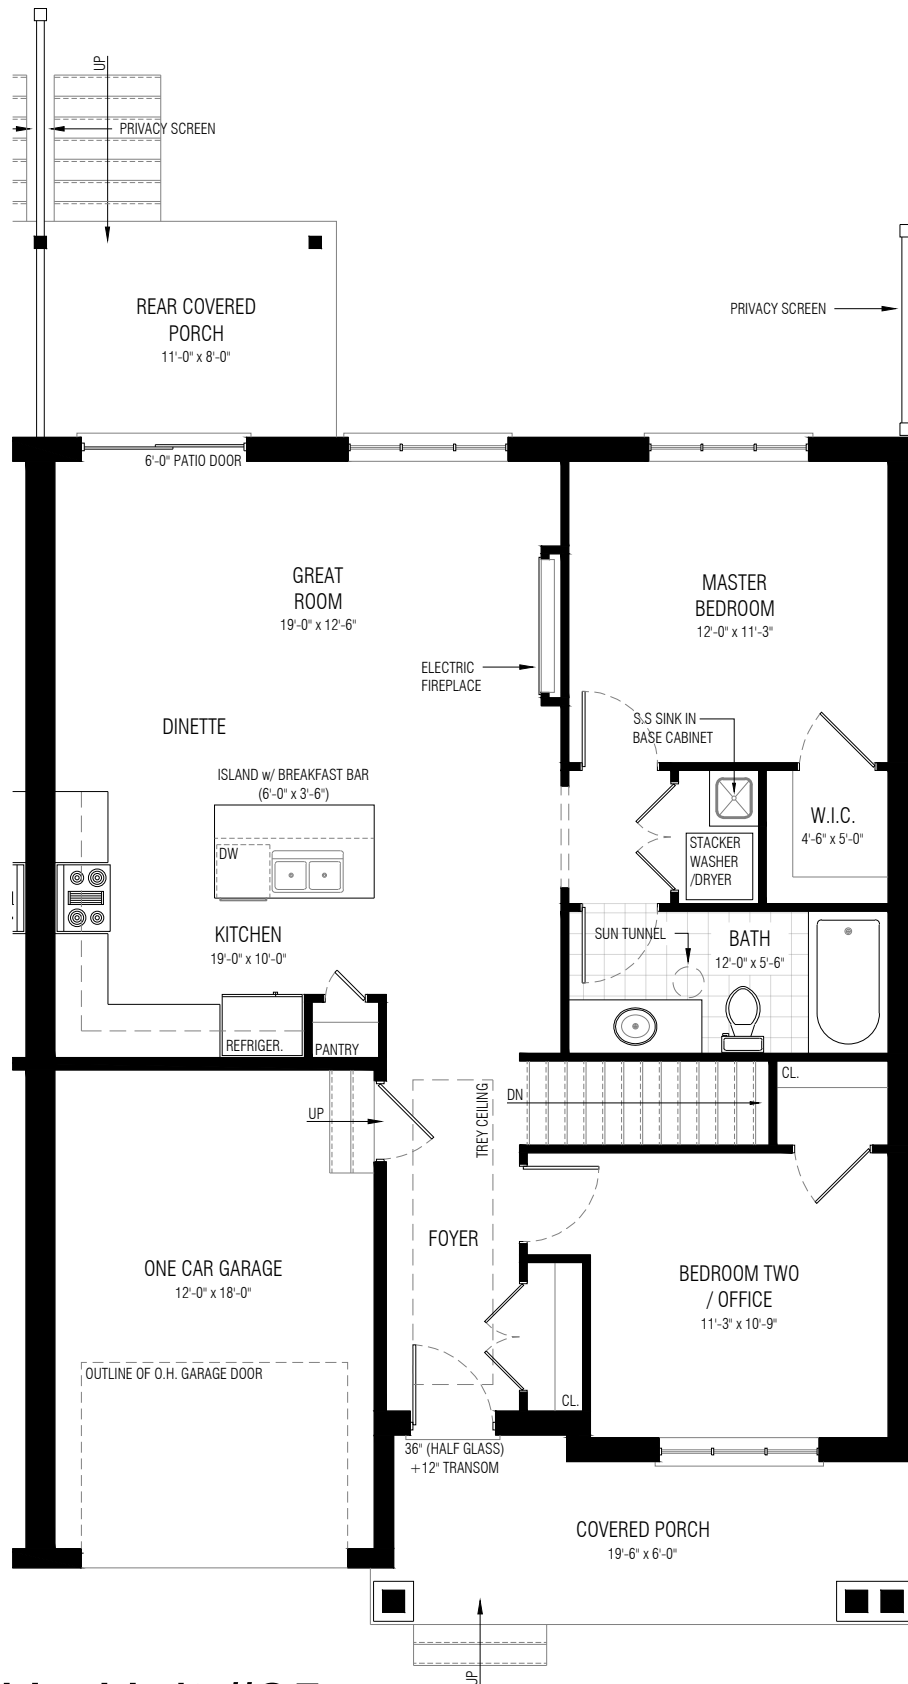 UP
PRIVACY SCREEN
REAR COVERED
PORCH
11'-0" x 8'-0"
PRIVACY SCREEN
6'-0" PATIO DOOR
GREAT
ROOM
19'-0" x 12'-6"
MASTER
BEDROOM
12'-0" x 11'-3"
ELECTRIC
FIREPLACE
DINETTE
S.S SINK IN
BASE CABINET
ISLAND w/ BREAKFAST BAR
(6'-0" x 3'-6")
W.I.C.
4'-6" x 5'-0"
DW
STACKER
WASHER
/DRYER
KITCHEN
19'-0" x 10'-0"
SUN TUNNEL
BATH
12'-0" x 5'-6"
REFRIGER.
PANTRY
CL.
DN
TREY CEILING
UP
FOYER
ONE CAR GARAGE
12'-0" x 18'-0"
BEDROOM TWO
/ OFFICE
11'-3" x 10'-9"
OUTLINE OF O.H. GARAGE DOOR
CL.
36" (HALF GLASS)
+12" TRANSOM
COVERED PORCH
19'-6" x 6'-0"
UP